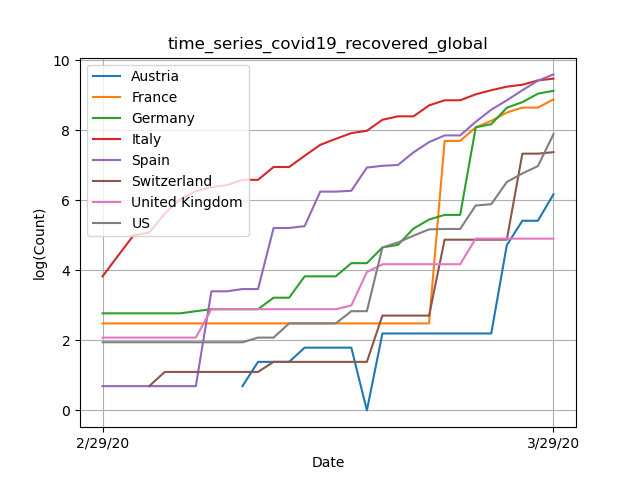 time_series_covid19_recovered_global
10
8
6
4
2
0
log(Count)
Austria
France
Germany
Italy
Spain
Switzerland
United Kingdom
US
2/29/20
3/29/20
Date